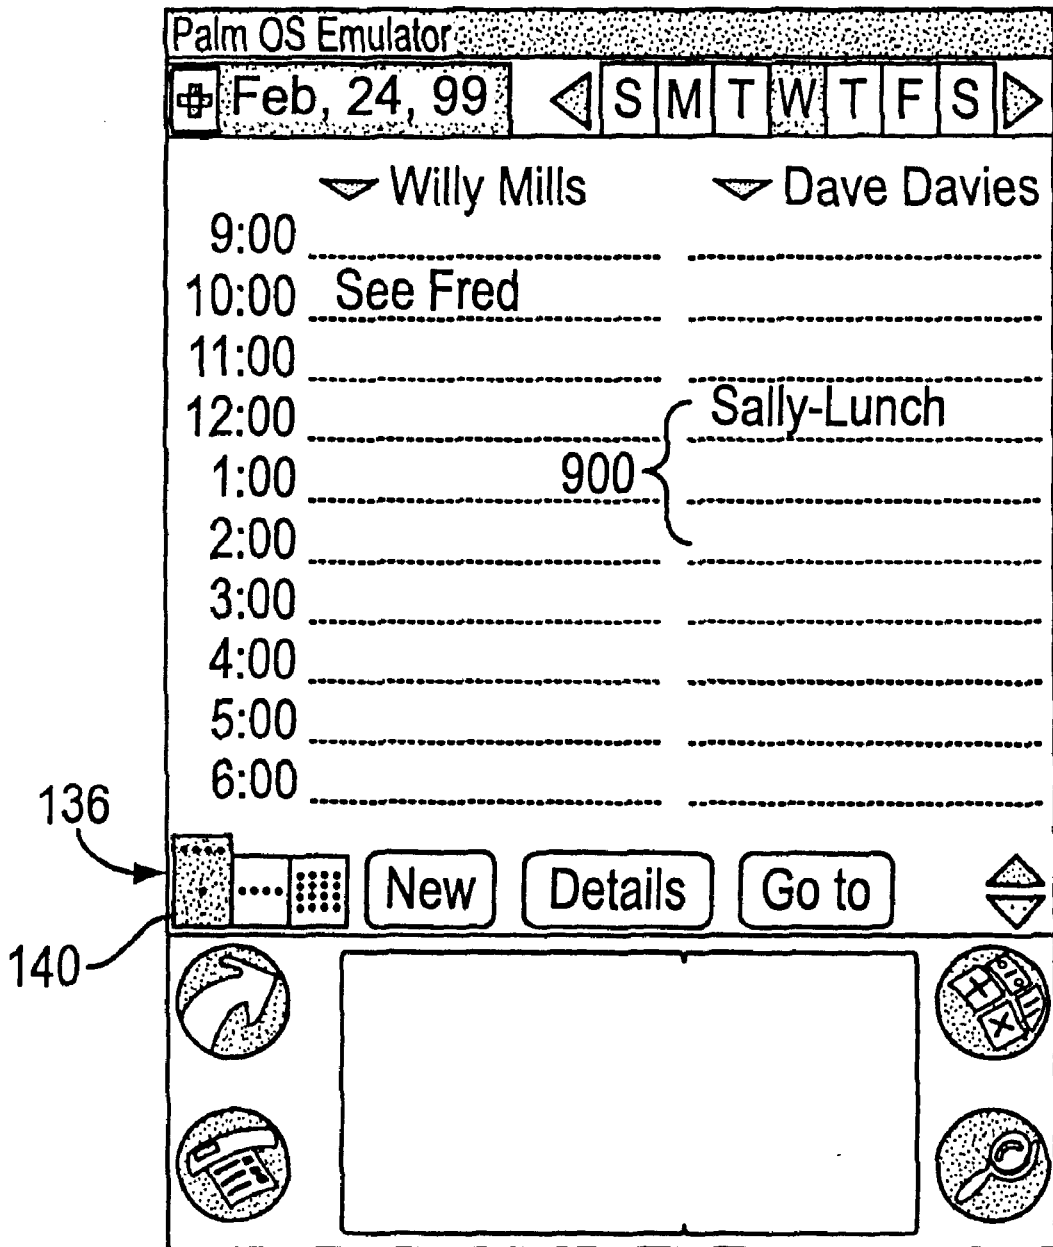 Palm OS Emulator
Feb, 24, 99 S M T W T F S
Willy Mills Dave Davies
9:00
10:00 See Fred
11:00
12:00 Sally-Lunch
1:00 900
2:00
3:00
4:00
5:00
6:00
136
New Details Go to
140